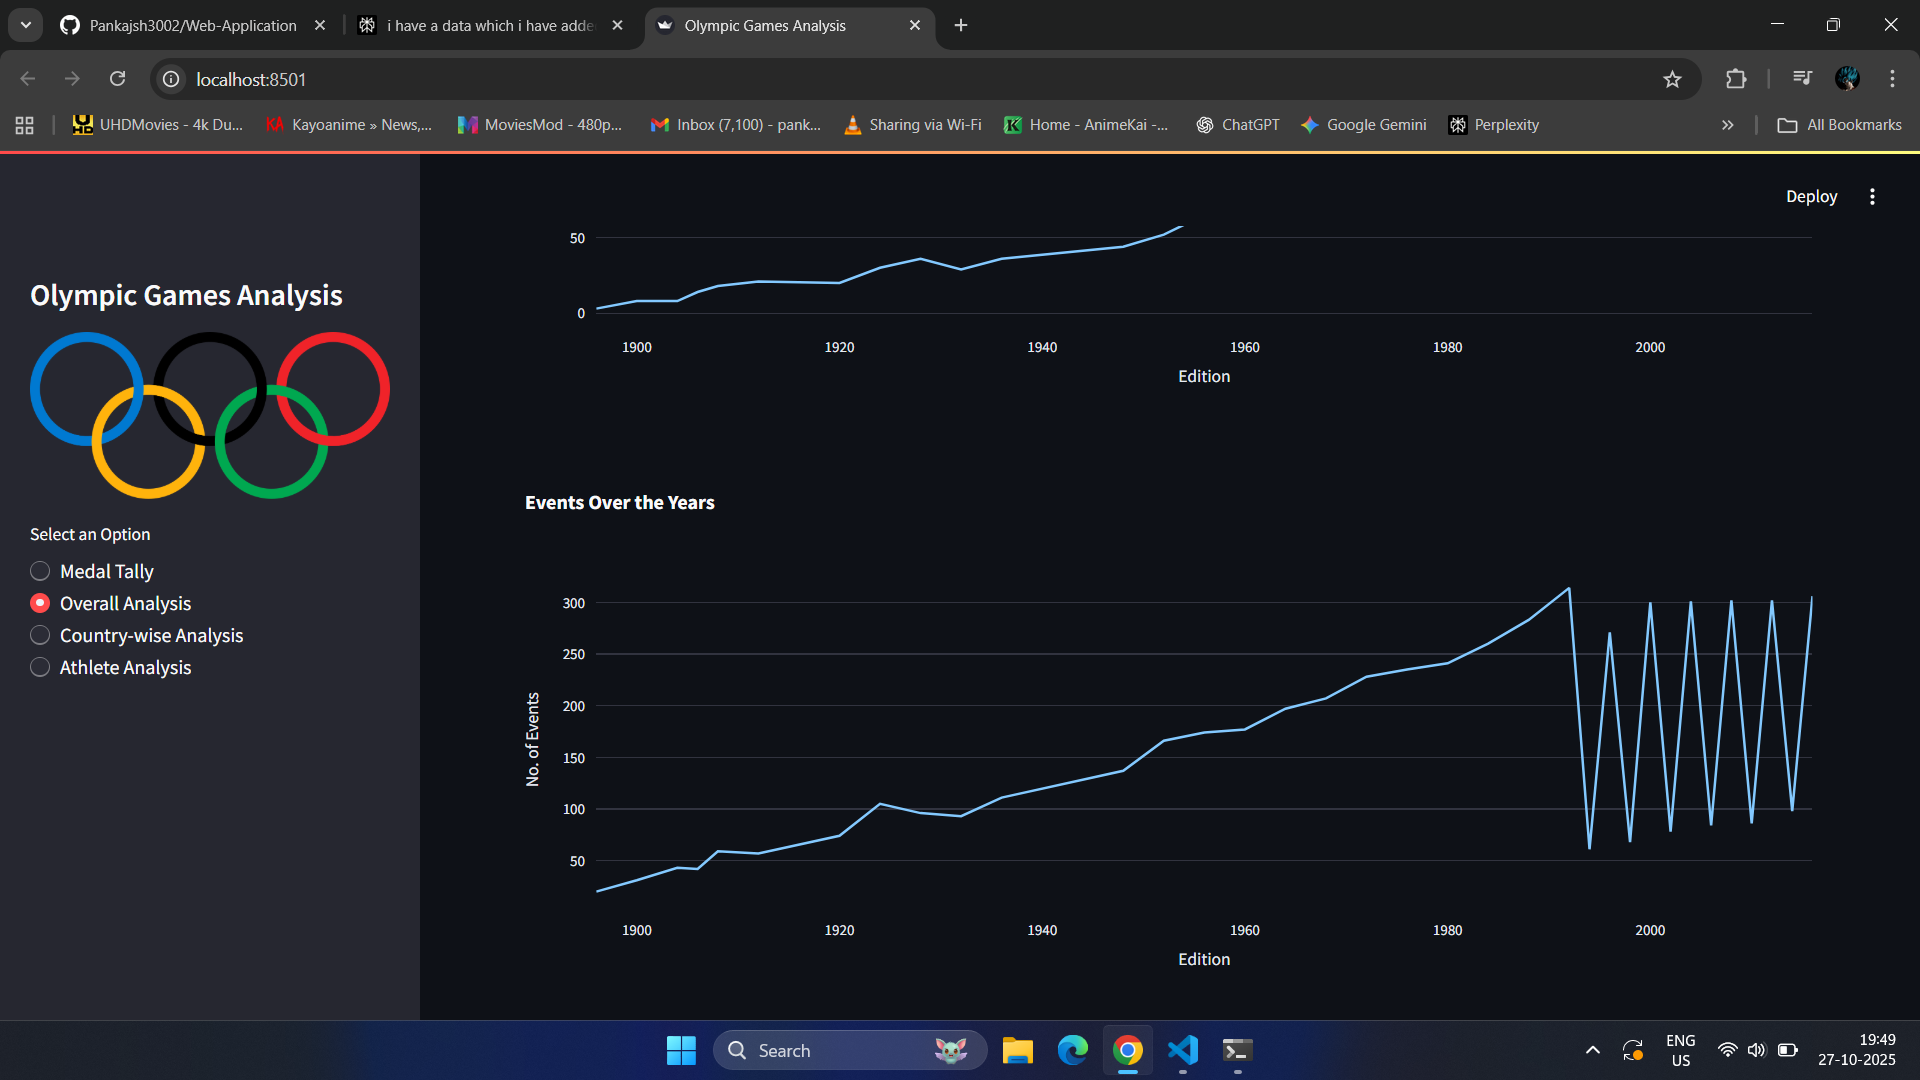 Pankajsh3002/Web-Application
i have a data which i have adde
Olympic Games Analysis
localhost:8501
UHDMovies - 4k Du...
Kayoanime » News,...
MoviesMod - 480p...
Inbox (7,100) - pank...
Sharing via Wi-Fi
Home - AnimeKai -...
ChatGPT
Google Gemini
Perplexity
»
All Bookmarks
Deploy
Olympic Games Analysis
Select an Option
Medal Tally
Overall Analysis
Country-wise Analysis
Athlete Analysis
50
0
1900 1920 1940 1960 1980 2000
Edition
Events Over the Years
No. of Events
300
250
200
150
100
50
1900 1920 1940 1960 1980 2000
Edition
Search
ENG
US
19:49
27-10-2025